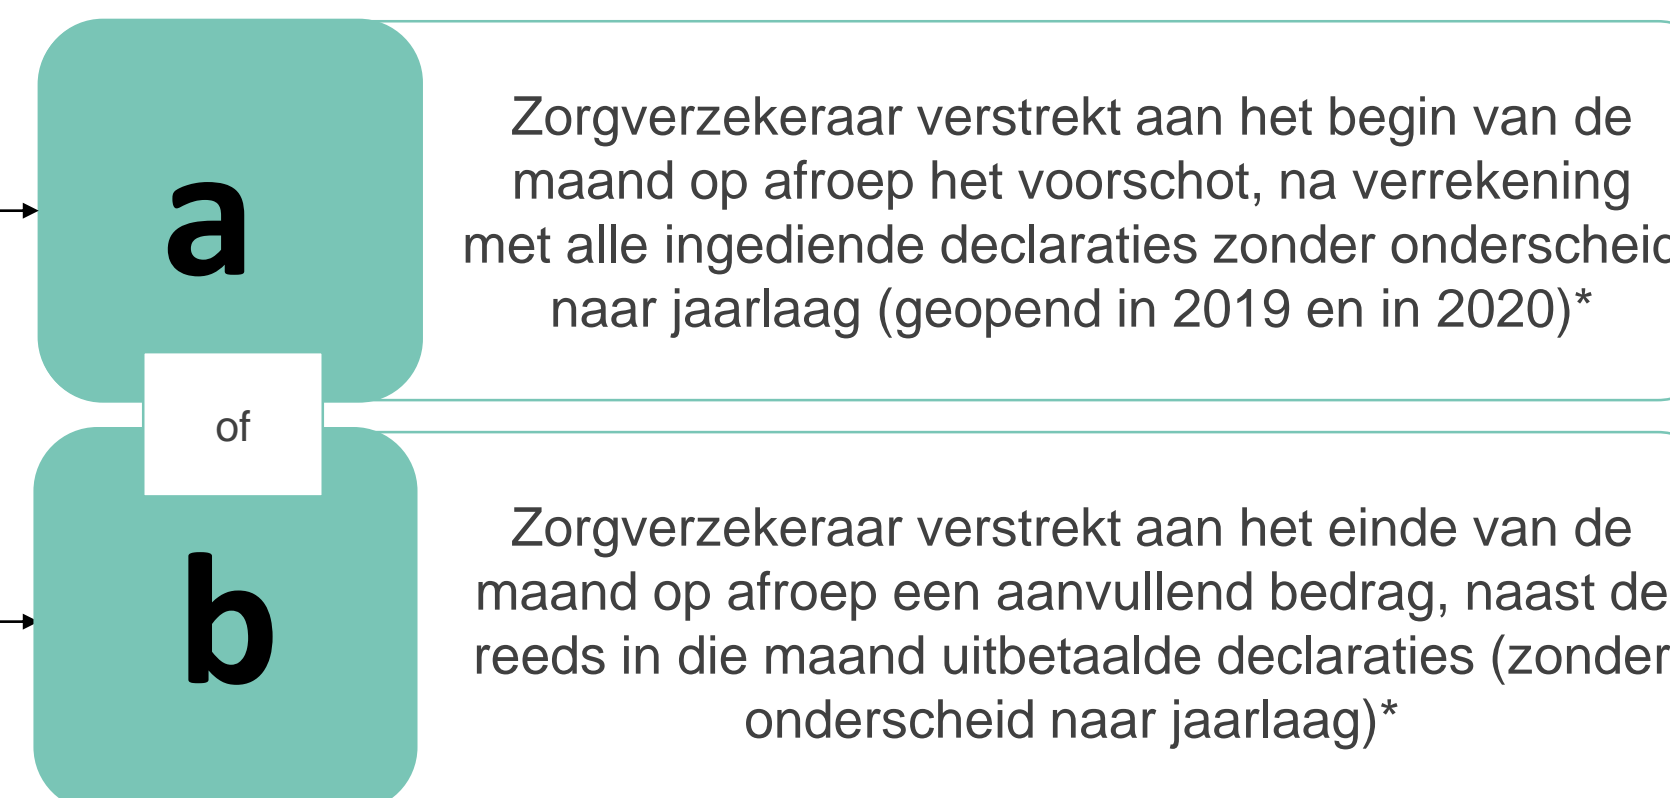 a
Zorgverzekeraar verstrekt aan het begin van de
maand op afroep het voorschot, na verrekening
met alle ingediende declaraties zonder onderscheid
naar jaarlaag (geopend in 2019 en in 2020)*
of
b
Zorgverzekeraar verstrekt aan het einde van de
maand op afroep een aanvullend bedrag, naast de
reeds in die maand uitbetaalde declaraties (zonder
onderscheid naar jaarlaag)*